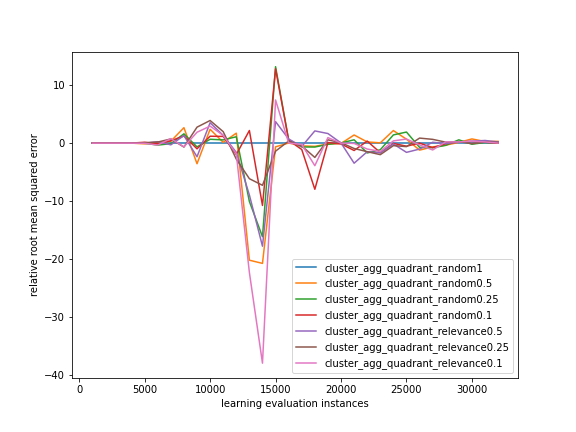 relative root mean squared error
10
0
−10
−20
−30
−40
0
5000
10000
15000
20000
25000
30000
learning evaluation instances
cluster_agg_quadrant_random1
cluster_agg_quadrant_random0.5
cluster_agg_quadrant_random0.25
cluster_agg_quadrant_random0.1
cluster_agg_quadrant_relevance0.5
cluster_agg_quadrant_relevance0.25
cluster_agg_quadrant_relevance0.1